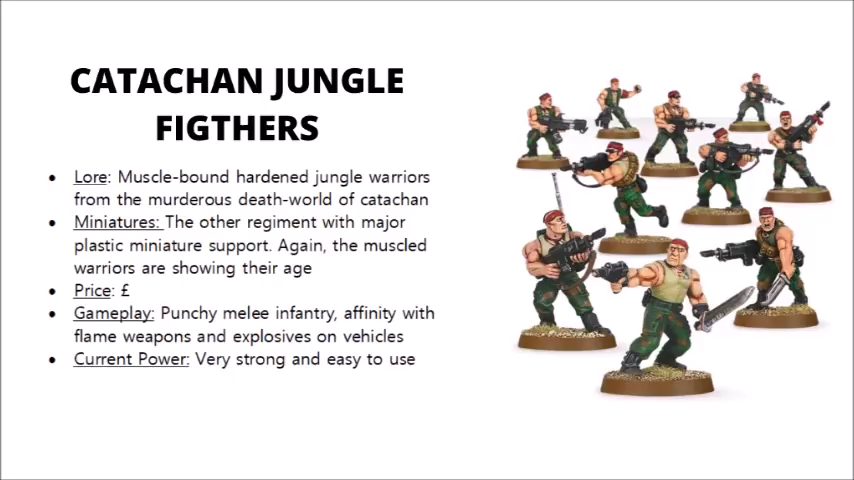 CATACHAN JUNGLE
FIGTHERS
• Lore: Muscle-bound hardened jungle warriors
from the murderous death-world of catachan
• Miniatures: The other regiment with major
plastic miniature support. Again, the muscled
warriors are showing their age
• Price: £
• Gameplay: Punchy melee infantry, affinity with
flame weapons and explosives on vehicles
• Current Power: Very strong and easy to use